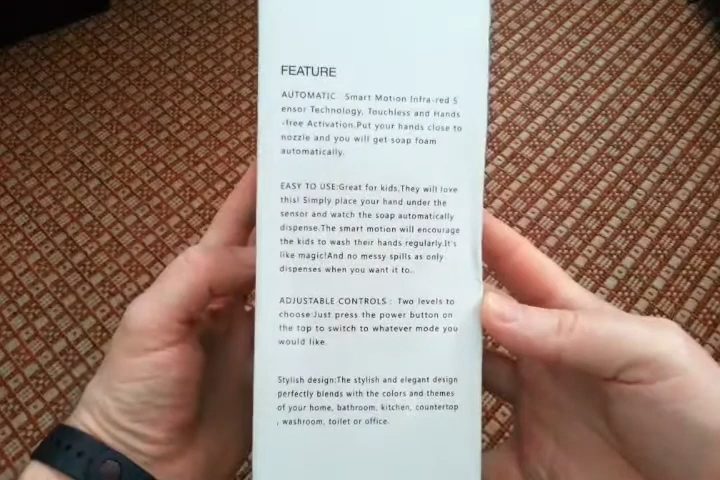 FEATURE
AUTOMATIC : Smart Motion Infra-red S
ensor Technology, Touchless and Hands
-free Activation.Put your hands close to
nozzle and you will get soap foam
automatically.
EASY TO USE:Great for kids.They will love
this! Simply place your hand under the
sensor and watch the soap automatically
dispense.The smart motion will encourage
the kids to wash their hands regularly.It's
like magic!And no messy spills as only
dispenses when you want it to.
ADJUSTABLE CONTROLS : Two levels to
choose.Just press the power button on
the top to switch to whatever mode you
would like.
Stylish design:The stylish and elegant design
perfectly blends with the colors and themes
of your home, bathroom, kitchen, countertop
, washroom, toilet or office.